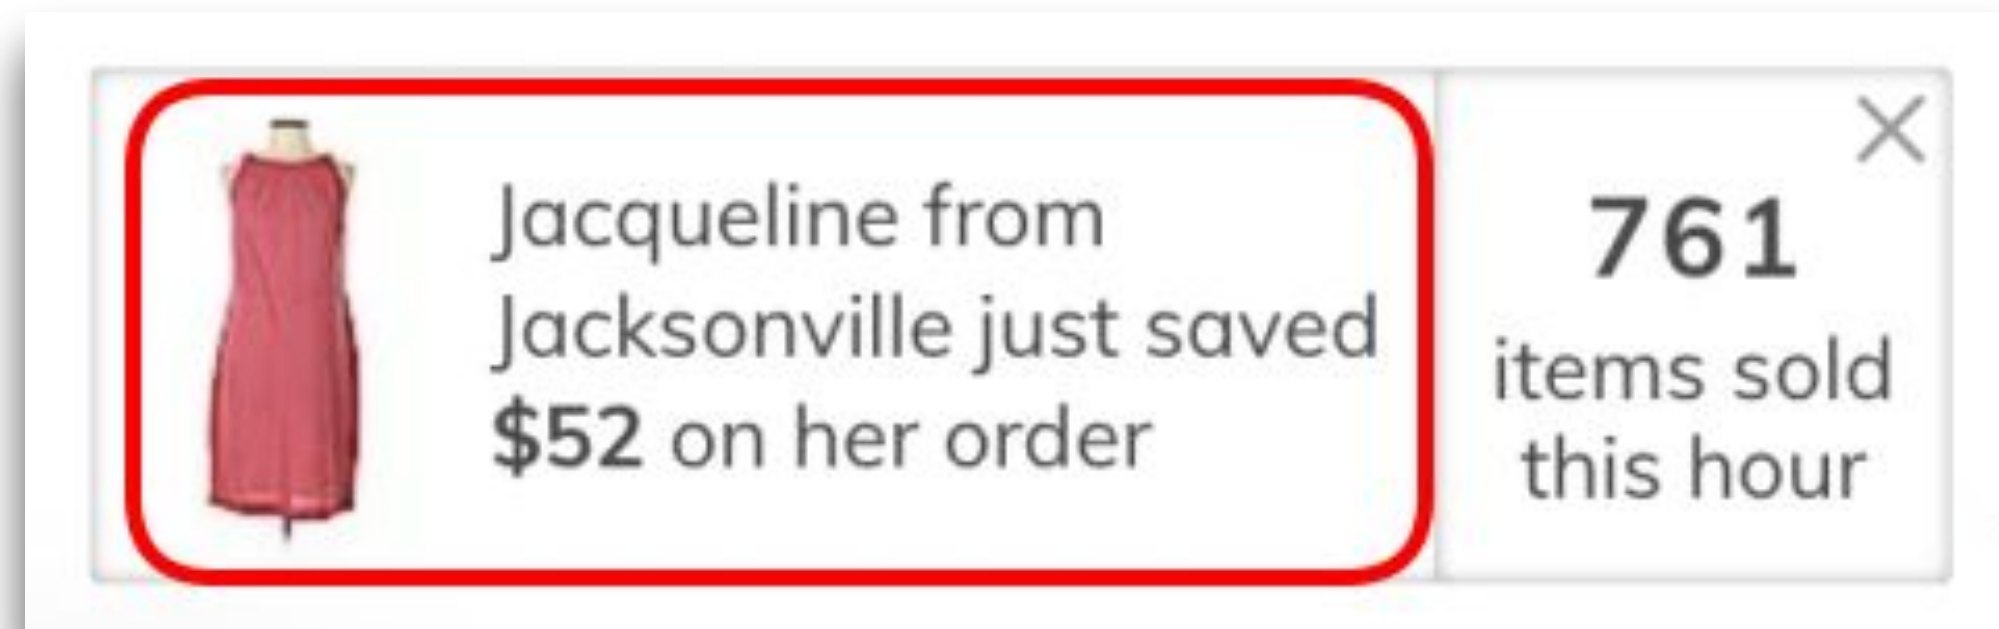 Jacqueline from
Jacksonville just saved
$52 on her order
761
items sold
this hour